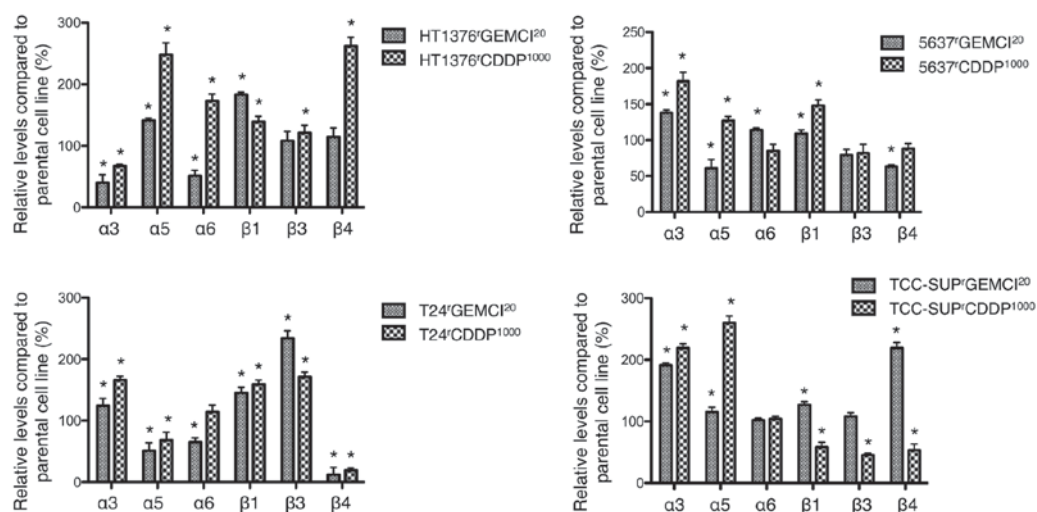 Relative levels compared to
parental cell line (%)
300
200
100
0
* * * * * * * * * *
α3 α5 α6 β1 β3 β4
HT1376ʳGEMCI²⁰
HT1376ʳCDDP¹⁰⁰⁰
Relative levels compared to
parental cell line (%)
250
200
150
100
50
0
* * * * * * * *
α3 α5 α6 β1 β3 β4
5637ʳGEMCI²⁰
5637ʳCDDP¹⁰⁰⁰
Relative levels compared to
parental cell line (%)
300
200
100
0
* * * * * * * * * * *
α3 α5 α6 β1 β3 β4
T24ʳGEMCI²⁰
T24ʳCDDP¹⁰⁰⁰
Relative levels compared to
parental cell line (%)
300
200
100
0
* * * * * * * * *
α3 α5 α6 β1 β3 β4
TCC-SUPʳGEMCI²⁰
TCC-SUPʳCDDP¹⁰⁰⁰